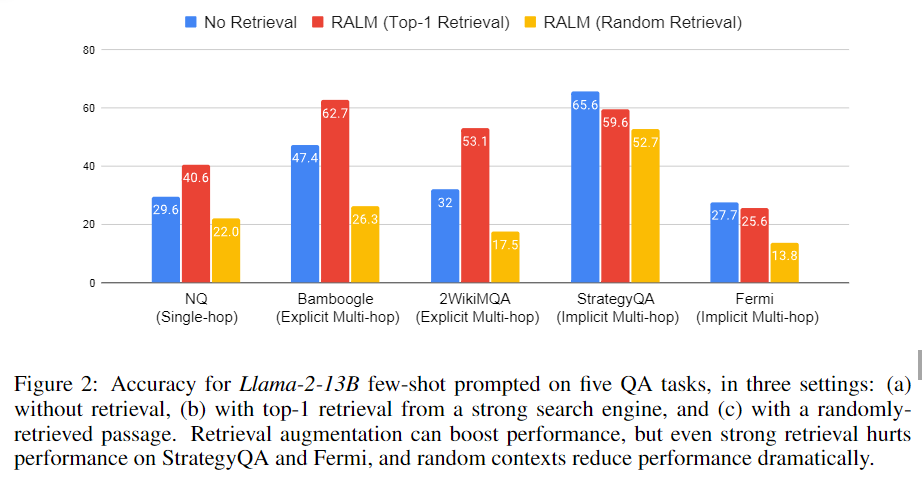 No Retrieval RALM (Top-1 Retrieval) RALM (Random Retrieval)
80
60
40
20
0
29.6 40.6 22.0
47.4 62.7 26.3
32 53.1 17.5
65.6 59.6 52.7
27.7 25.6 13.8
NQ
(Single-hop)
Bamboogle
(Explicit Multi-hop)
2WikiMQA
(Explicit Multi-hop)
StrategyQA
(Implicit Multi-hop)
Fermi
(Implicit Multi-hop)
Figure 2: Accuracy for Llama-2-13B few-shot prompted on five QA tasks, in three settings: (a)
without retrieval, (b) with top-1 retrieval from a strong search engine, and (c) with a randomly-
retrieved passage. Retrieval augmentation can boost performance, but even strong retrieval hurts
performance on StrategyQA and Fermi, and random contexts reduce performance dramatically.